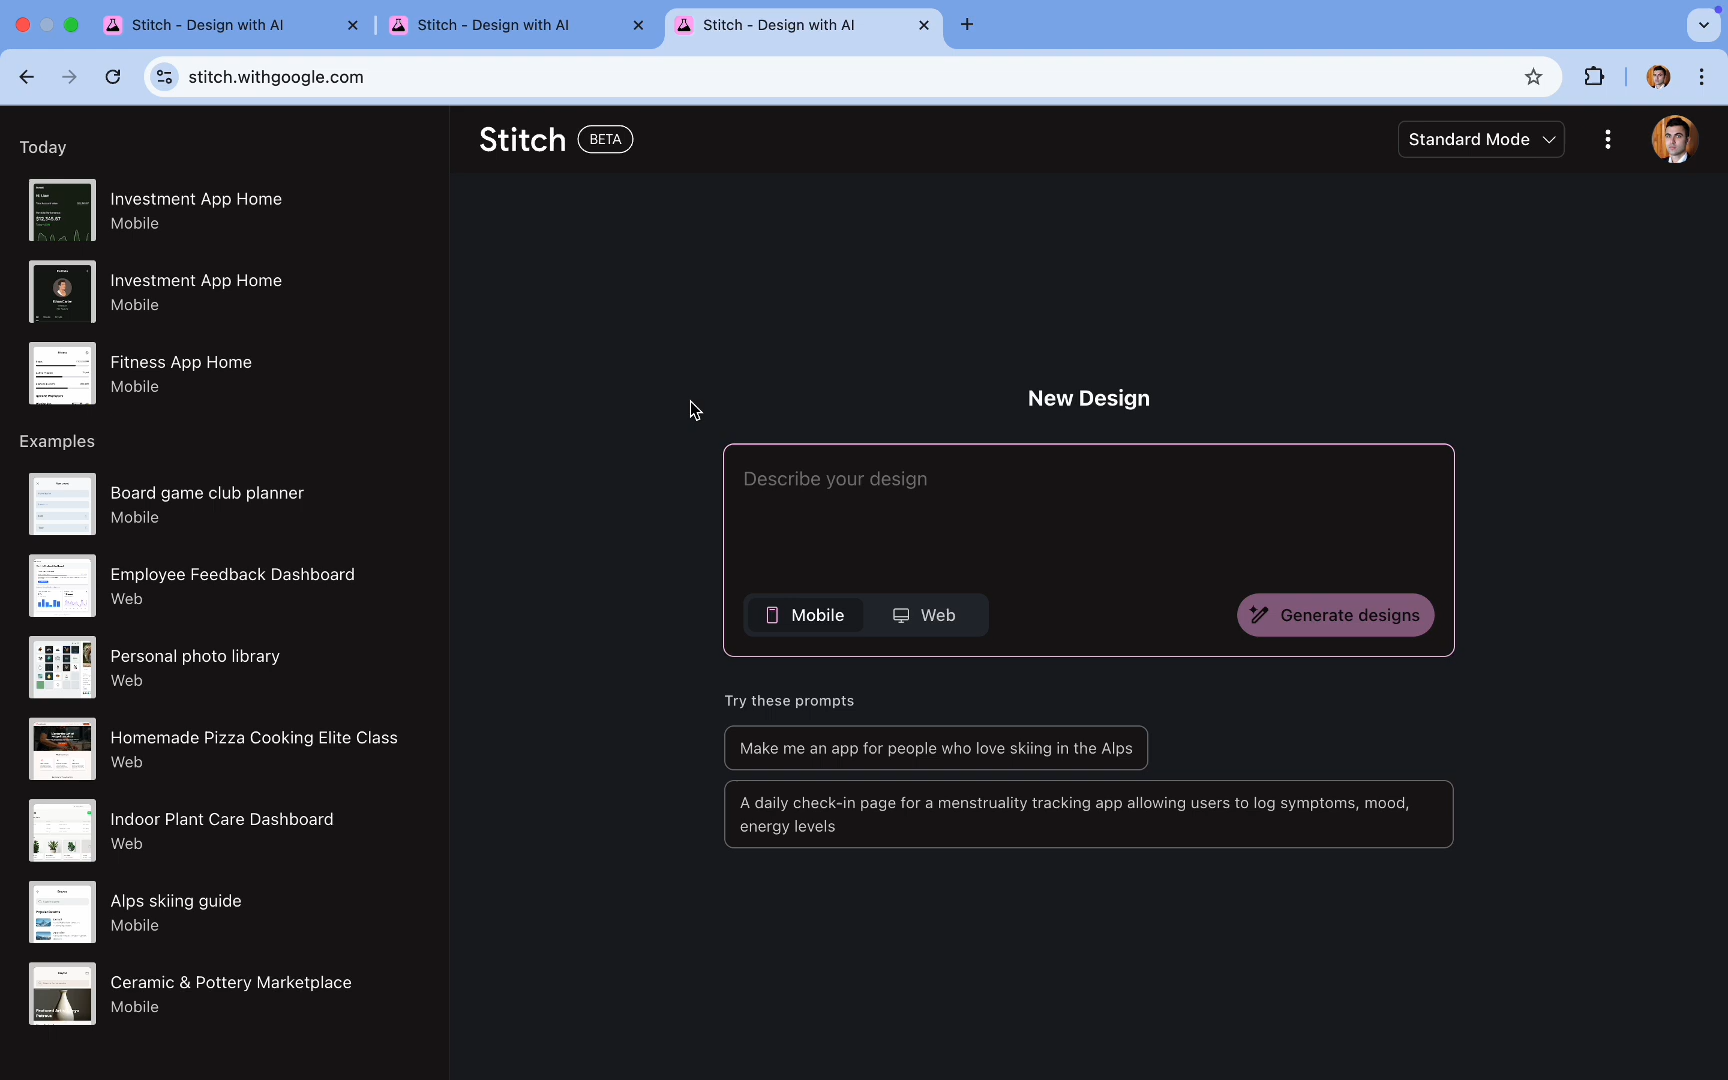 Stitch - Design with AI
Stitch - Design with AI
Stitch - Design with AI
stitch.withgoogle.com
Today
Investment App Home
Mobile
Investment App Home
Mobile
Fitness App Home
Mobile
Examples
Board game club planner
Mobile
Employee Feedback Dashboard
Web
Personal photo library
Web
Homemade Pizza Cooking Elite Class
Web
Indoor Plant Care Dashboard
Web
Alps skiing guide
Mobile
Ceramic & Pottery Marketplace
Mobile
Stitch BETA
Standard Mode
New Design
Describe your design
Mobile
Web
Generate designs
Try these prompts
Make me an app for people who love skiing in the Alps
A daily check-in page for a menstruality tracking app allowing users to log symptoms, mood,
energy levels